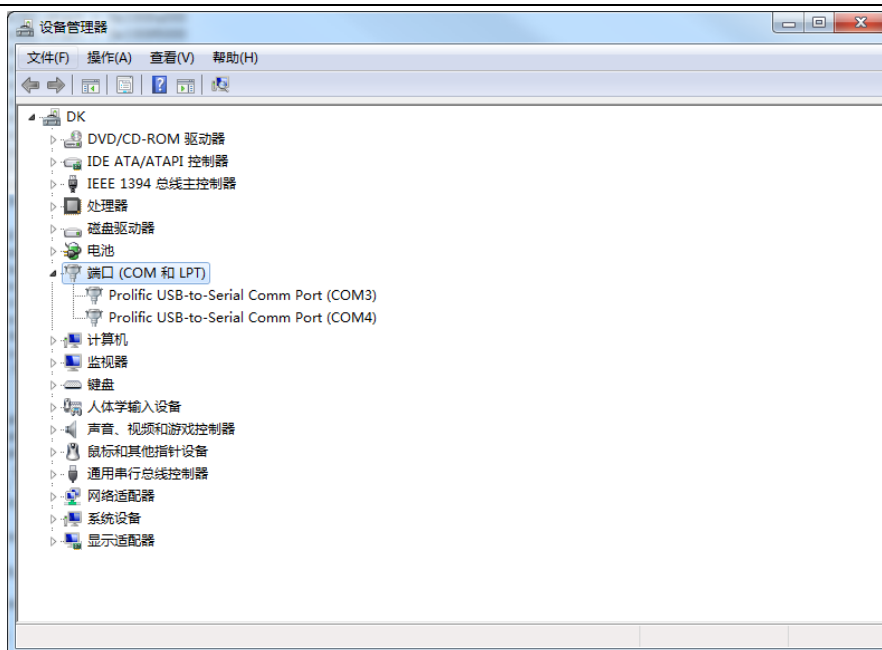 设备管理器
文件(F) 操作(A) 查看(V) 帮助(H)
DK
DVD/CD-ROM 驱动器
IDE ATA/ATAPI 控制器
IEEE 1394 总线主控制器
处理器
磁盘驱动器
电池
端口 (COM 和 LPT)
Prolific USB-to-Serial Comm Port (COM3)
Prolific USB-to-Serial Comm Port (COM4)
计算机
监视器
键盘
人体学输入设备
声音、视频和游戏控制器
鼠标和其他指针设备
通用串行总线控制器
网络适配器
系统设备
显示适配器